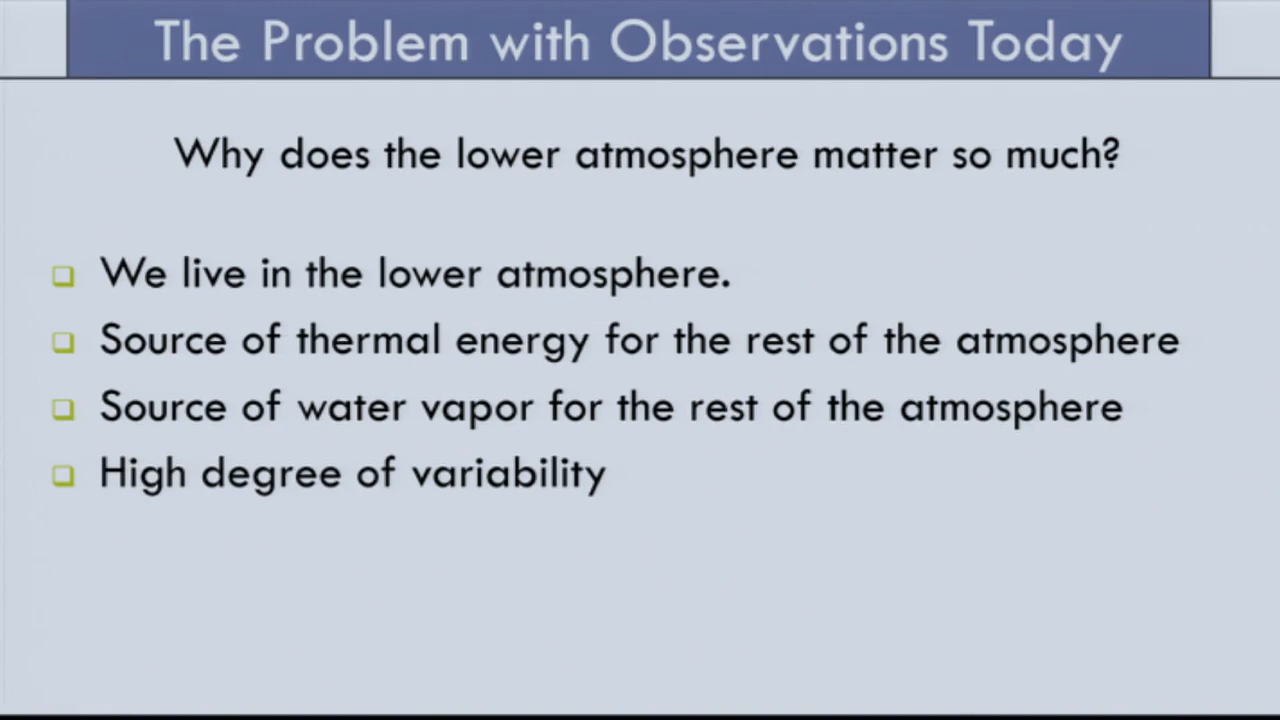 The Problem with Observations Today
Why does the lower atmosphere matter so much?
We live in the lower atmosphere.
Source of thermal energy for the rest of the atmosphere
Source of water vapor for the rest of the atmosphere
High degree of variability